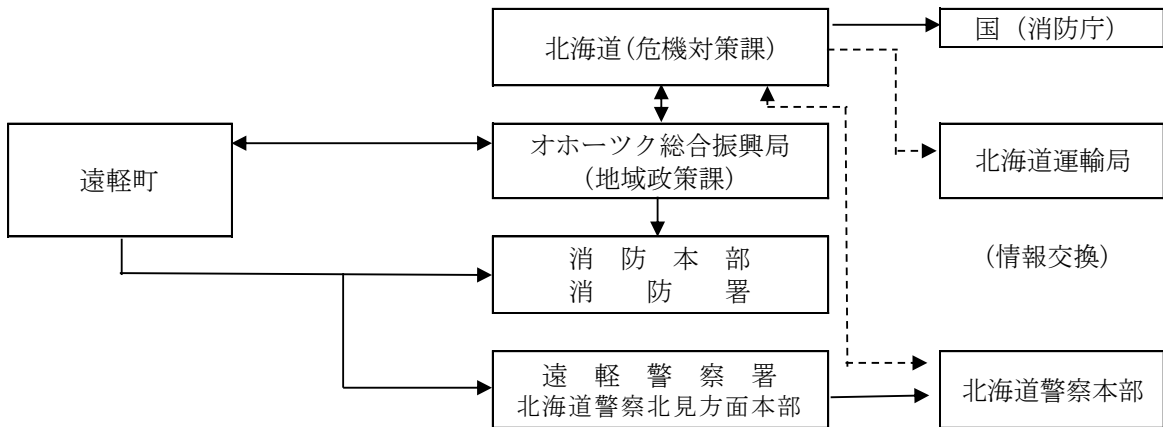 北海道(危機対策課)
国（消防庁）
遠軽町
オホーツク総合振興局
(地域政策課)
北海道運輸局
消　防　本　部
消　　防　　署
（情報交換）
遠　軽　警　察　署
北海道警察北見方面本部
北海道警察本部